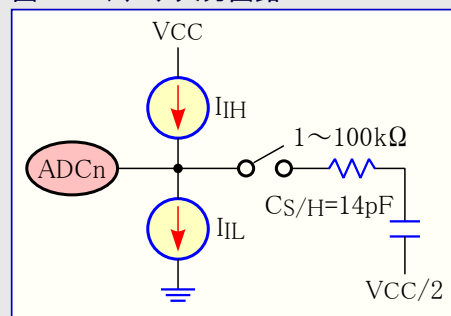 VCC
IIH
1～100kΩ
ADCn
CS/H=14pF
IIL
VCC/2